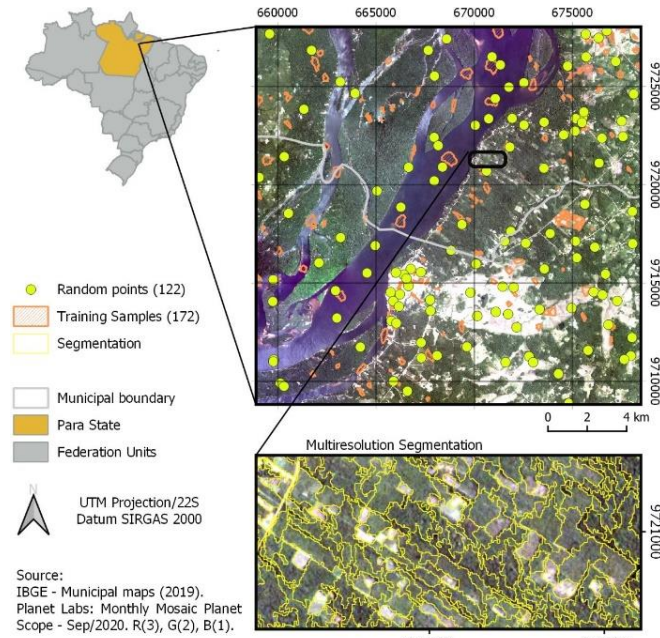 660000 665000 670000 675000
9725000
9720000
9715000
9710000
Random points (122)
Training Samples (172)
Segmentation
Municipal boundary
Para State
Federation Units
0 2 4 km
Multiresolution Segmentation
9721000
N
UTM Projection/22S
Datum SIRGAS 2000
Source:
IBGE - Municipal maps (2019).
Planet Labs: Monthly Mosaic Planet
Scope - Sep/2020. R(3), G(2), B(1).